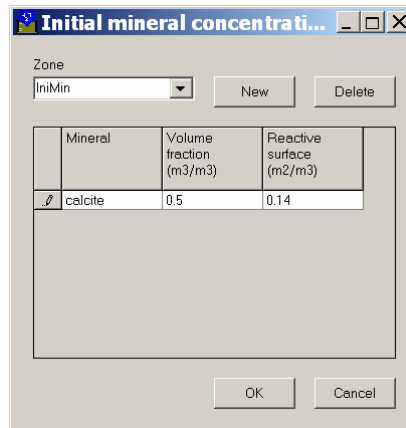 Initial mineral concentrati...
Zone
IniMin
New
Delete
Mineral
Volume
fraction
(m3/m3)
Reactive
surface
(m2/m3)
calcite
0.5
0.14
OK
Cancel